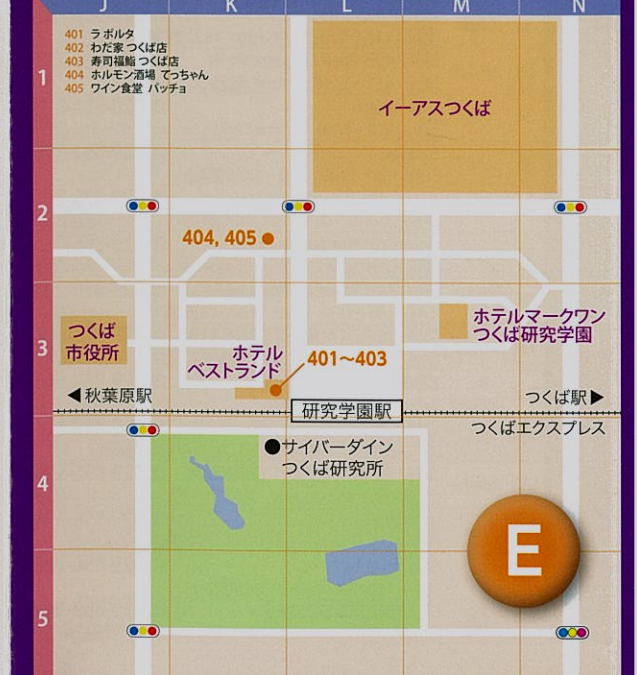 J K L M N
401 ラ ポルタ
402 わだ家 つくば店
403 寿司福鮨 つくば店
404 ホルモン酒場 てっちゃん
405 ワイン食堂 パッチョ
1
イーアスつくば
2
404, 405
3
つくば
市役所
ホテル
ベストランド
401〜403
ホテルマークワン
つくば研究学園
◀秋葉原駅
つくば駅▶
研究学園駅
つくばエクスプレス
●サイバーダイン
つくば研究所
4
E
5